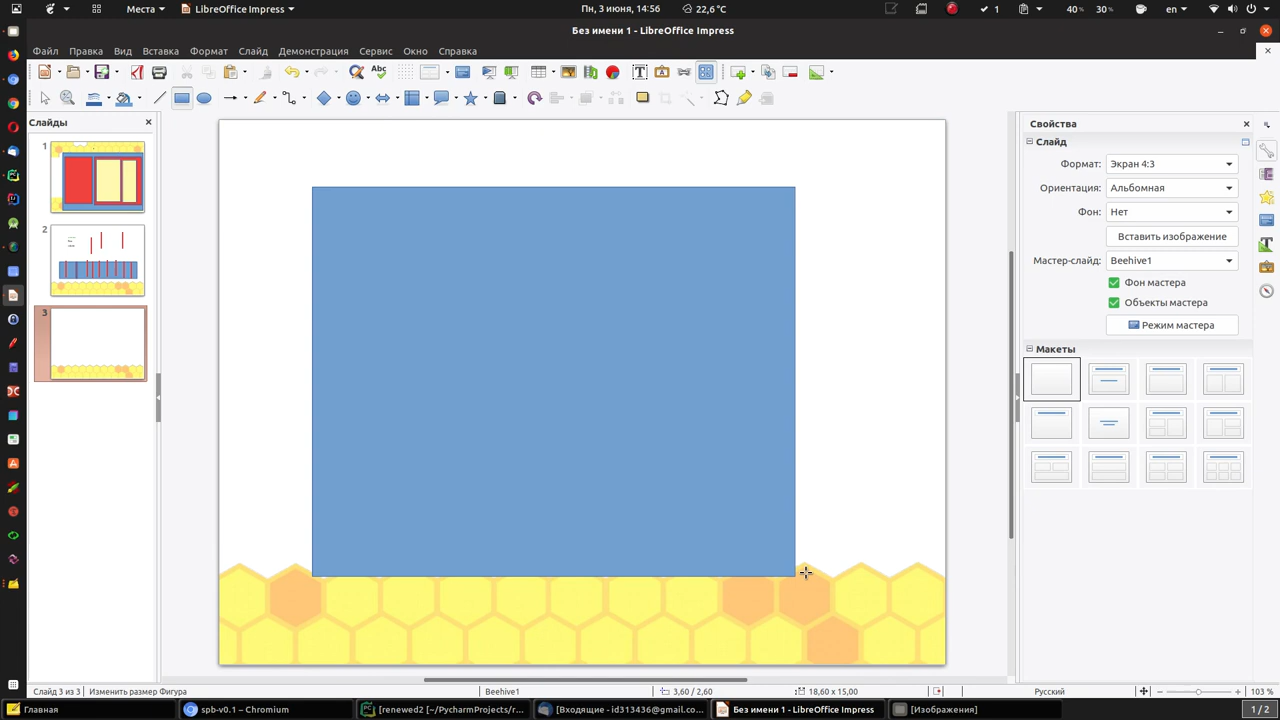 Места
LibreOffice Impress
Пн, 3 июня, 14:56
22,6°C
1
40 %
30 %
en
Без имени 1 - LibreOffice Impress
Файл Правка Вид Вставка Формат Слайд Демонстрация Сервис Окно Справка
Слайды
1
2
3
Свойства
Слайд
Формат: Экран 4:3
Ориентация: Альбомная
Фон: Нет
Вставить изображение
Мастер-слайд: Beehive1
Фон мастера
Объекты мастера
Режим мастера
Макеты
Слайд 3 из 3
Изменить размер Фигура
Beehive1
3,60 / 2,60
18,60 x 15,00
Русский
103 %
Главная
spb-v0.1 – Chromium
[renewed2 [~/PycharmProjects/r...
[Входящие - id313436@gmail.co...
Без имени 1 - LibreOffice Impress
[Изображения]
1 / 2